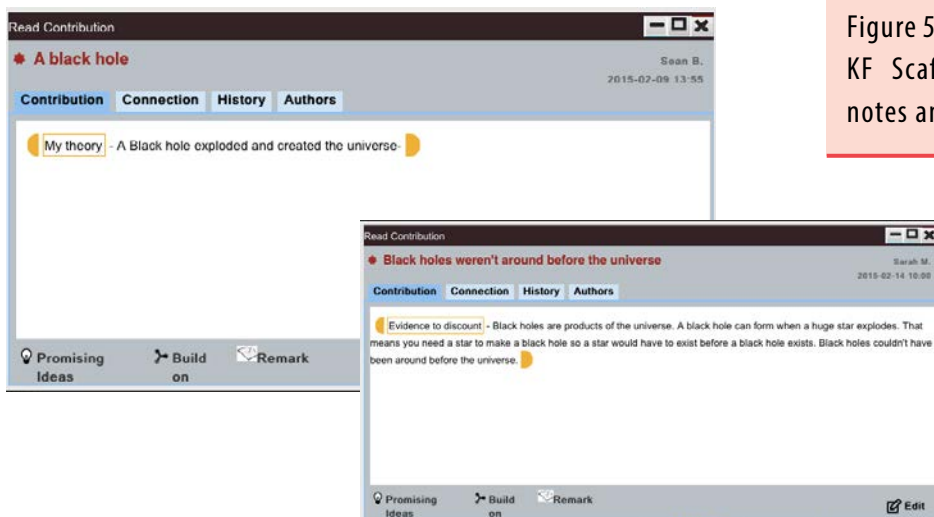 Read Contribution
A black hole
Sean B.
2015-02-09 13:55
Contribution Connection History Authors
My theory - A Black hole exploded and created the universe-
Promising Ideas
Build on
Remark
Read Contribution
Black holes weren't around before the universe
Sarah M.
2015-02-14 10:00
Contribution Connection History Authors
Evidence to discount - Black holes are products of the universe. A black hole can form when a huge star explodes. That
means you need a star to make a black hole so a star would have to exist before a black hole exists. Black holes couldn't have
been around before the universe.
Promising Ideas
Build on
Remark
Edit
Figure 5
KF
notes